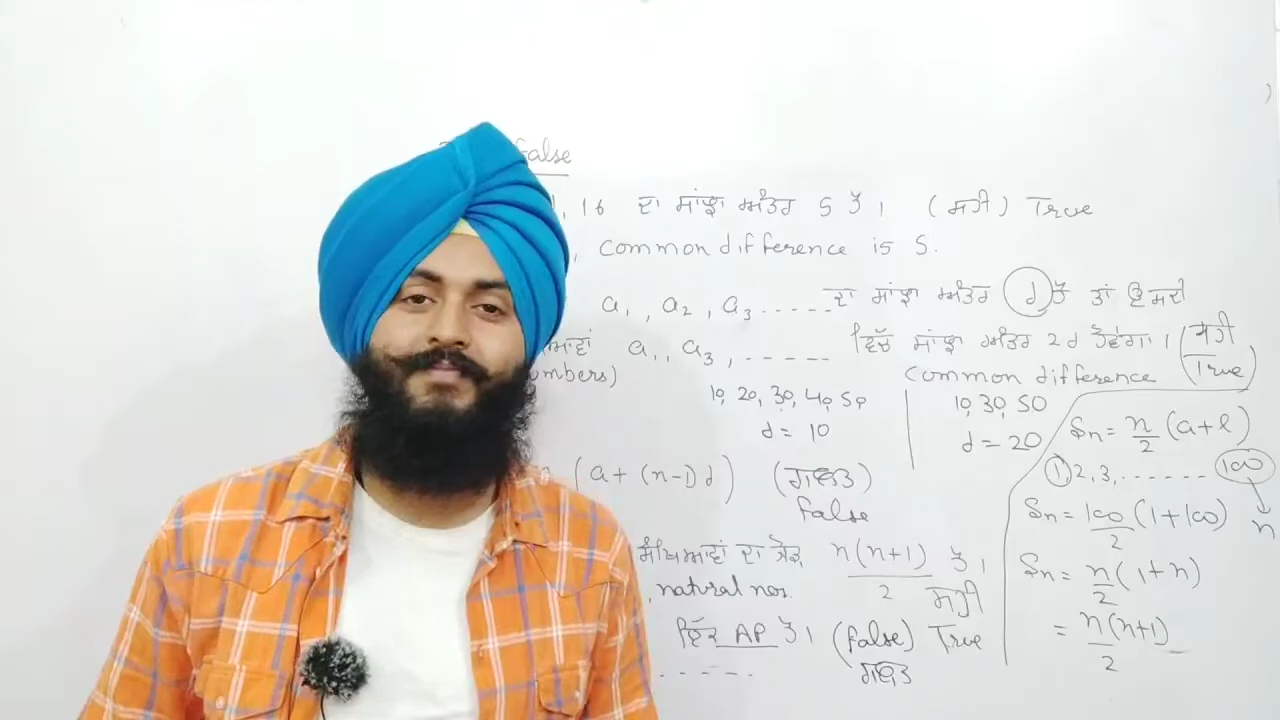 False
1, 16 ਦਾ ਸਾਂਝਾ ਅੰਤਰ 5 ਹੈ। (ਸਹੀ) True
, common difference is 5.
a₁, a₂, a₃ ..... ਦਾ ਸਾਂਝਾ ਅੰਤਰ d ਹੈ ਤਾਂ ਉਸਦੀ
a₁, a₃, ----- ਵਿੱਚ ਸਾਂਝਾ ਅੰਤਰ 2d ਹੋਵੇਗਾ। (ਸਹੀ True)
umbers) common difference
10, 20, 30, 40, 50 10, 30, 50
d = 10 d = 20
(a + (n-1)d) (ਗਲਤ)
False
ਸੰਖਿਆਵਾਂ ਦਾ ਜੋੜ n(n+1)/2 ਹੈ।
, natural nos. ਸਹੀ
ਇੱਕ AP ਹੈ। (False) True
----- ਗਲਤ
Sn = n/2 (a+l)
1, 2, 3, ------ 100
n
Sn = 100/2 (1+100)
Sn = n/2 (1+n)
= n(n+1)/2